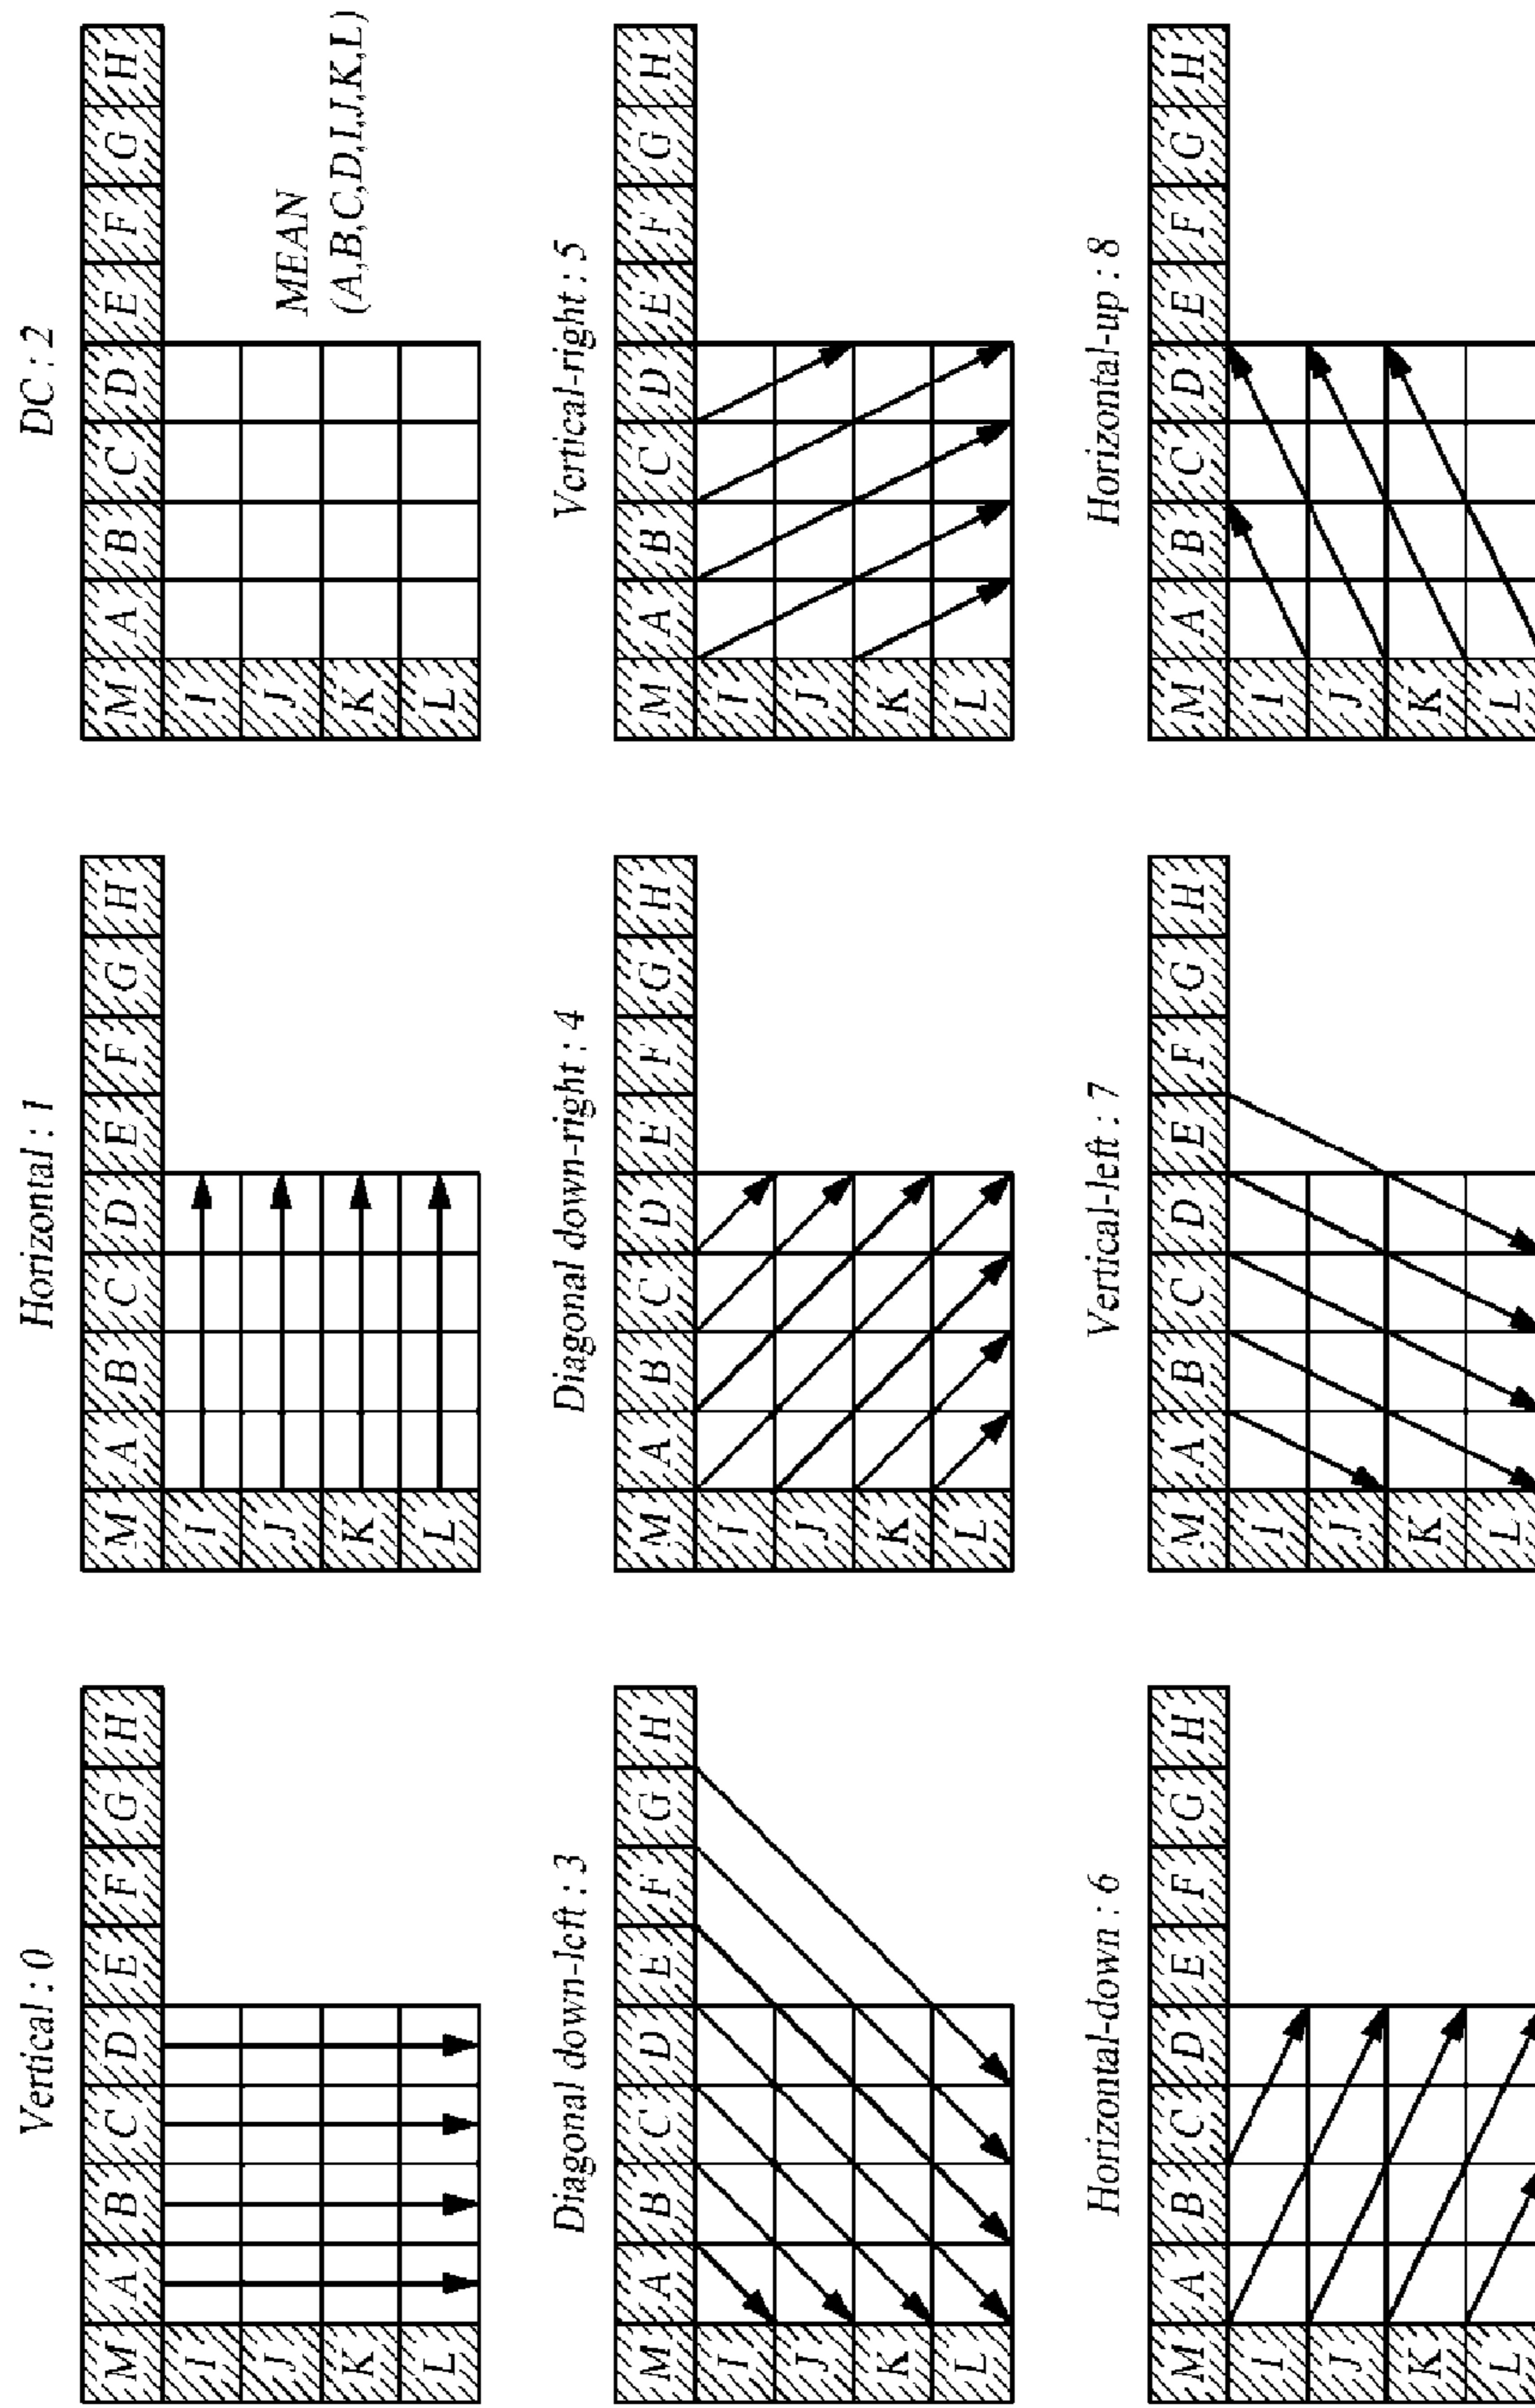 Vertical : 0
M A B C D E F G H
I
J
K
L
Horizontal : 1
M A B C D E F G H
I
J
K
L
DC : 2
M A B C D E F G H
I
J
K
L
MEAN
(A,B,C,D,I,J,K,L)
Diagonal down-left : 3
M A B C D E F G H
I
J
K
L
Diagonal down-right : 4
M A B C D E F G H
I
J
K
L
Vertical-right : 5
M A B C D E F G H
I
J
K
L
Horizontal-down : 6
M A B C D E F G H
I
J
K
L
Vertical-left : 7
M A B C D E F G H
I
J
K
L
Horizontal-up : 8
M A B C D E F G H
I
J
K
L